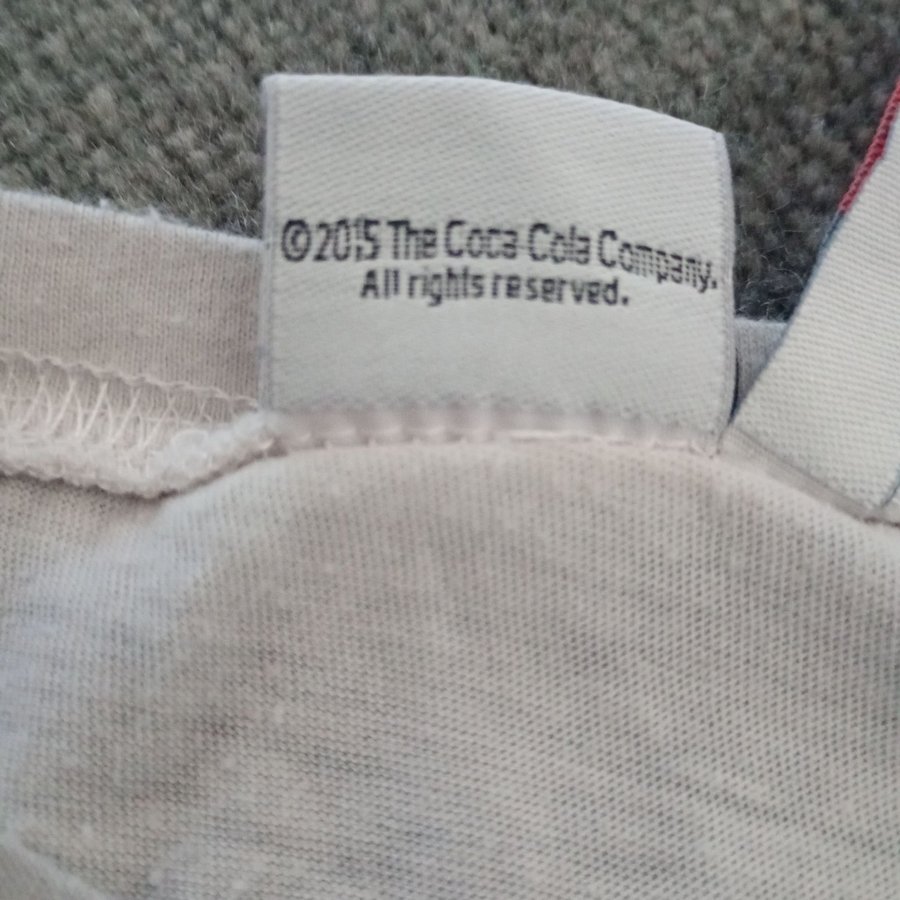 ©2015 The Coca-Cola Company.
All rights reserved.